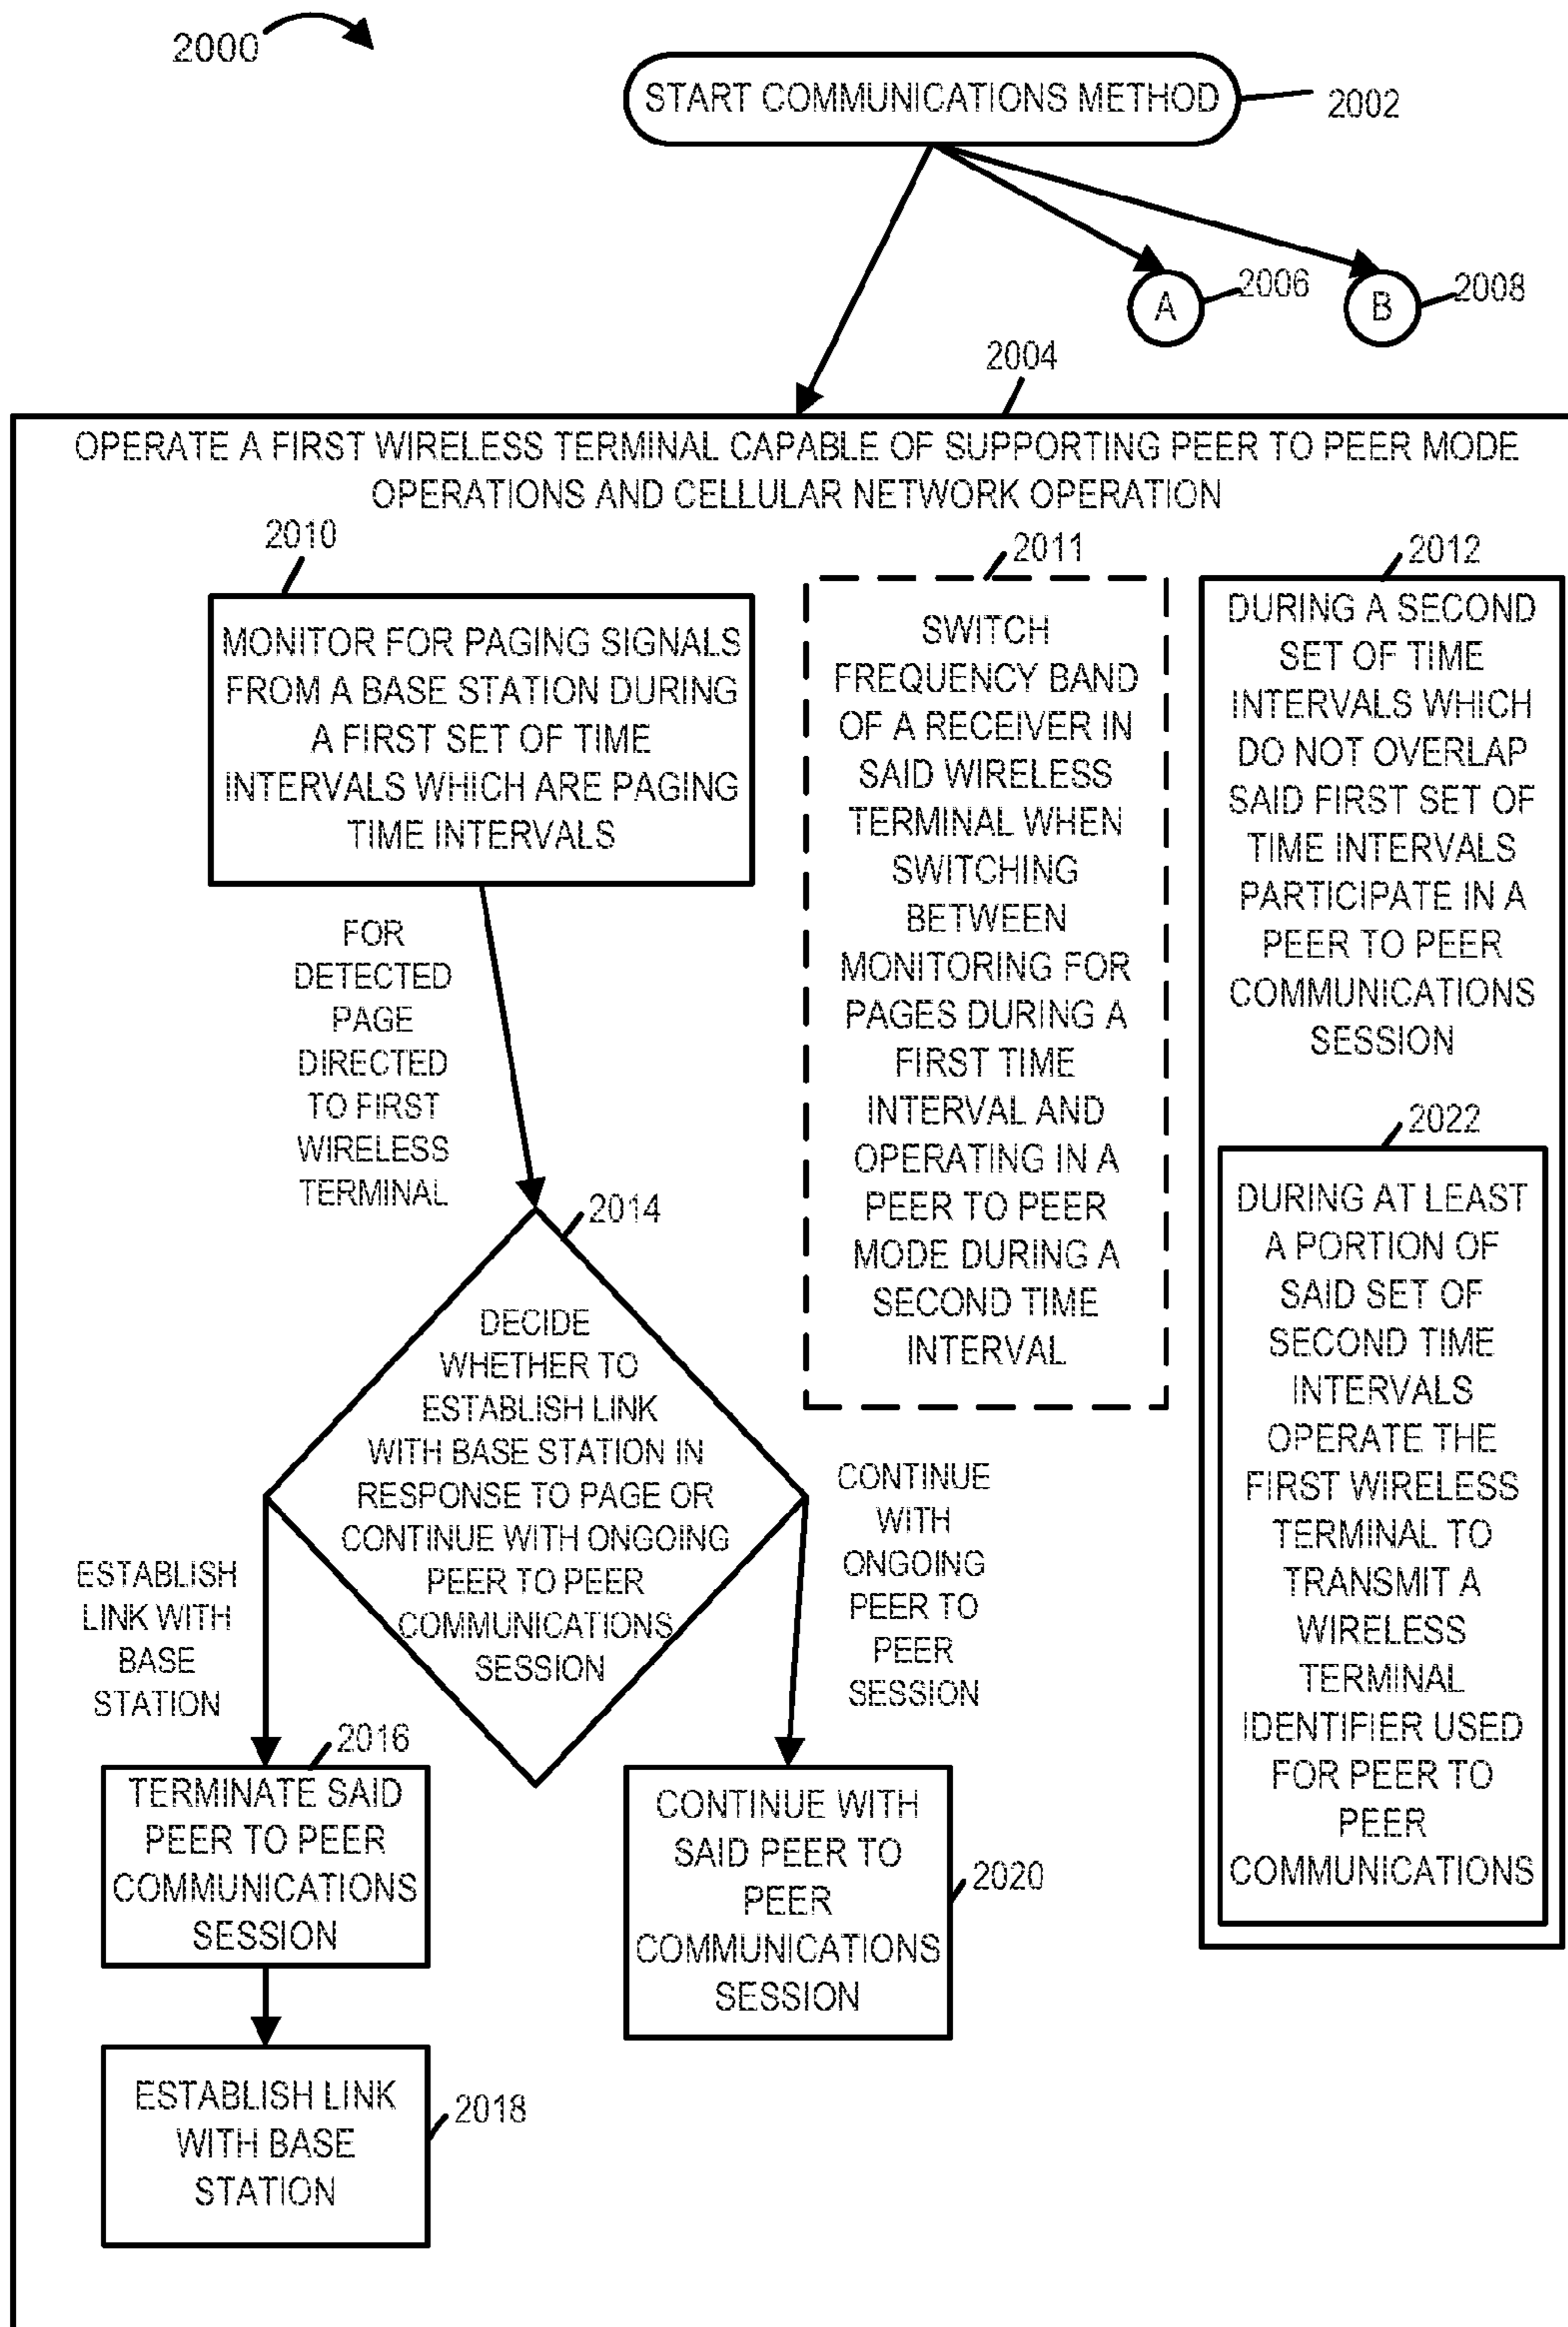 2000
START COMMUNICATIONS METHOD
2002
A
2006
B
2008
2004
OPERATE A FIRST WIRELESS TERMINAL CAPABLE OF SUPPORTING PEER TO PEER MODE
OPERATIONS AND CELLULAR NETWORK OPERATION
2010
MONITOR FOR PAGING SIGNALS
FROM A BASE STATION DURING
A FIRST SET OF TIME
INTERVALS WHICH ARE PAGING
TIME INTERVALS
2011
SWITCH
FREQUENCY BAND
OF A RECEIVER IN
SAID WIRELESS
TERMINAL WHEN
SWITCHING
BETWEEN
MONITORING FOR
PAGES DURING A
FIRST TIME
INTERVAL AND
OPERATING IN A
PEER TO PEER
MODE DURING A
SECOND TIME
INTERVAL
2012
DURING A SECOND
SET OF TIME
INTERVALS WHICH
DO NOT OVERLAP
SAID FIRST SET OF
TIME INTERVALS
PARTICIPATE IN A
PEER TO PEER
COMMUNICATIONS
SESSION
2022
DURING AT LEAST
A PORTION OF
SAID SET OF
SECOND TIME
INTERVALS
OPERATE THE
FIRST WIRELESS
TERMINAL TO
TRANSMIT A
WIRELESS
TERMINAL
IDENTIFIER USED
FOR PEER TO
PEER
COMMUNICATIONS
FOR
DETECTED
PAGE
DIRECTED
TO FIRST
WIRELESS
TERMINAL
2014
DECIDE
WHETHER TO
ESTABLISH LINK
WITH BASE STATION IN
RESPONSE TO PAGE OR
CONTINUE WITH ONGOING
PEER TO PEER
COMMUNICATIONS
SESSION
ESTABLISH
LINK WITH
BASE
STATION
CONTINUE
WITH
ONGOING
PEER TO
PEER
SESSION
2016
TERMINATE SAID
PEER TO PEER
COMMUNICATIONS
SESSION
CONTINUE WITH
SAID PEER TO
PEER
COMMUNICATIONS
SESSION
2020
ESTABLISH LINK
WITH BASE
STATION
2018